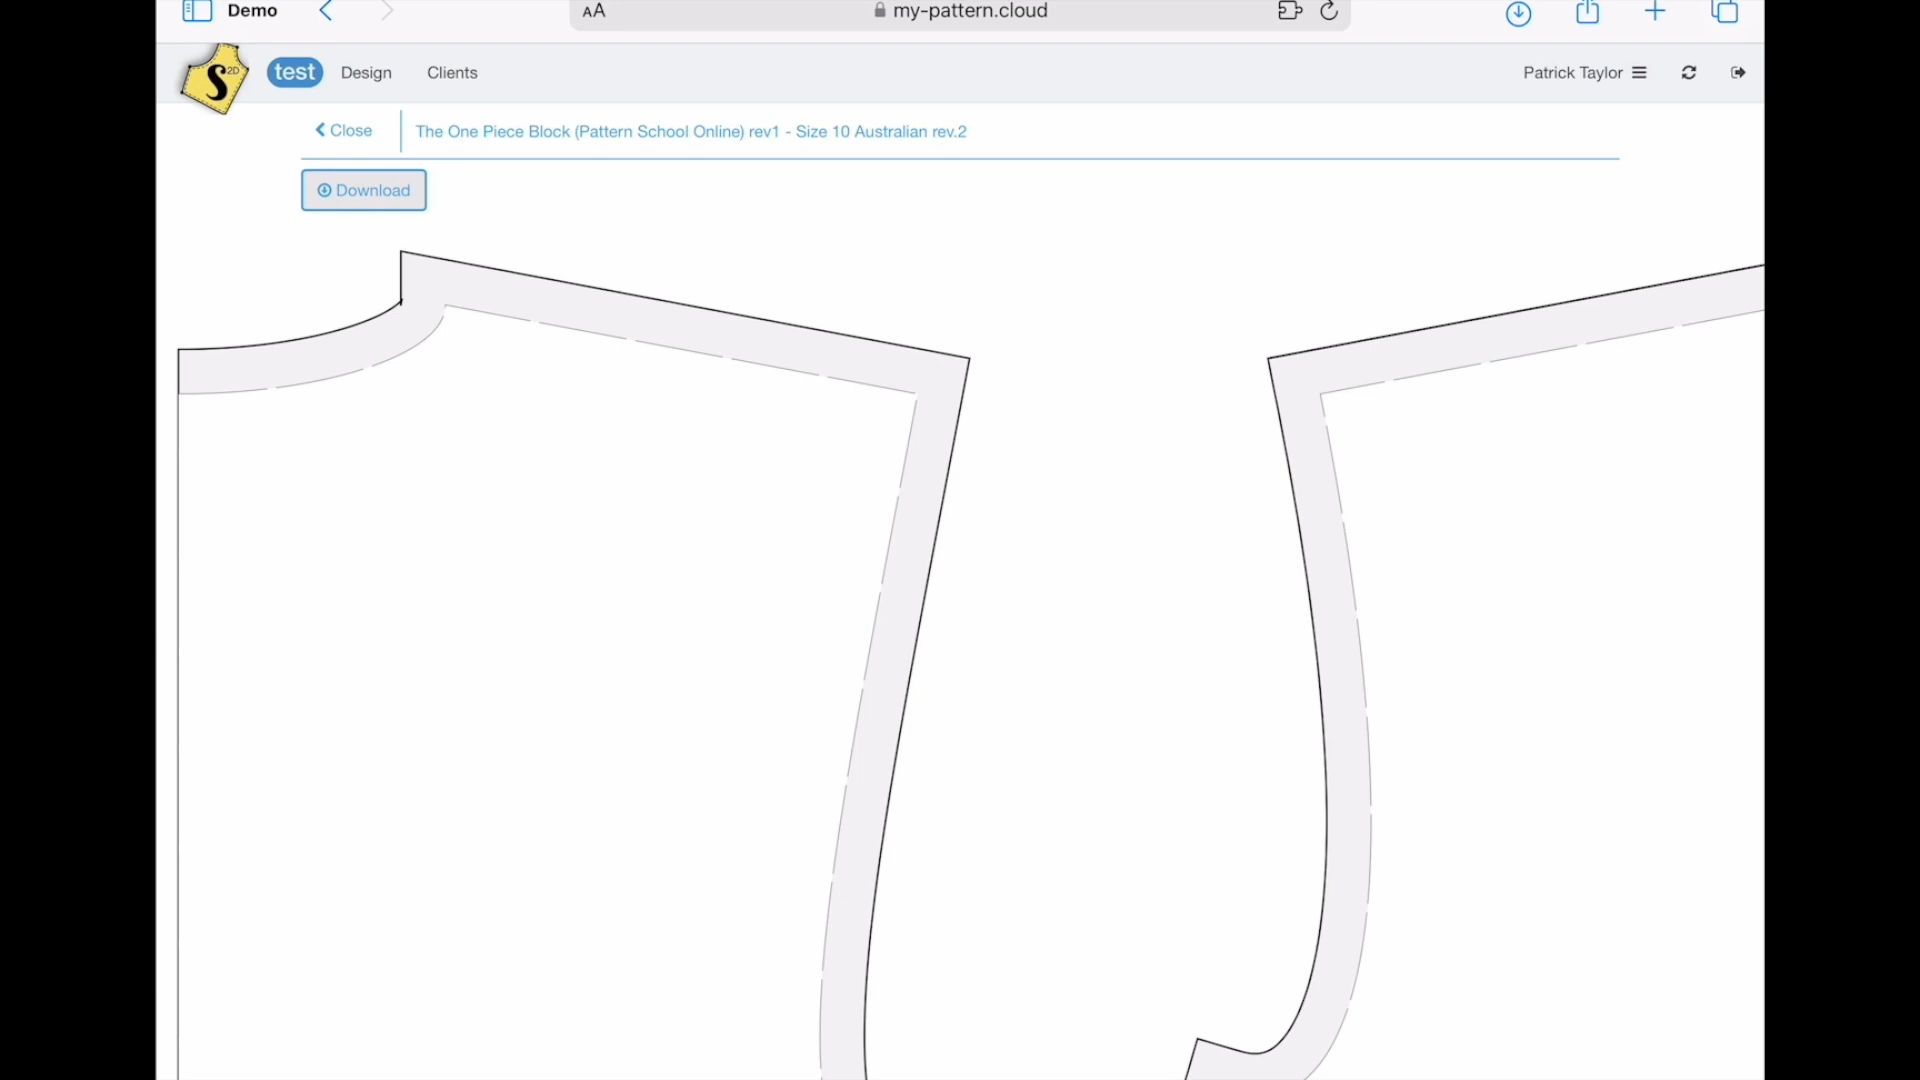 Demo
AA
my-pattern.cloud
S 2D
test
Design
Clients
Patrick Taylor
Close
The One Piece Block (Pattern School Online) rev1 - Size 10 Australian rev.2
Download